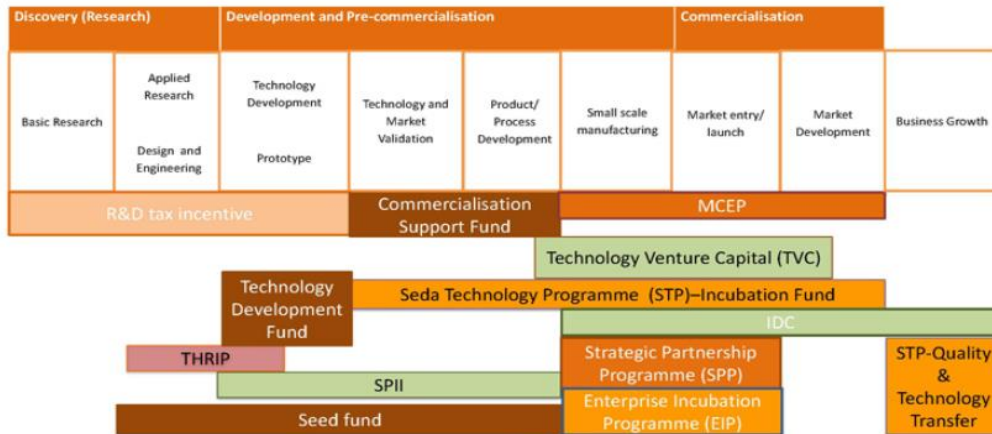 Discovery (Research)
Development and Pre-commercialisation
Commercialisation
Basic Research
Applied
Research
Design and
Engineering
Technology
Development
Prototype
Technology and
Market
Validation
Product/
Process
Development
Small scale
manufacturing
Market entry/
launch
Market
Development
Business Growth
R&D tax incentive
Commercialisation
Support Fund
MCEP
Technology Venture Capital (TVC)
Technology
Development
Fund
Seda Technology Programme (STP)–Incubation Fund
IDC
THRIP
Strategic Partnership
Programme (SPP)
STP-Quality
&
Technology
Transfer
SPII
Enterprise Incubation
Programme (EIP)
Seed fund